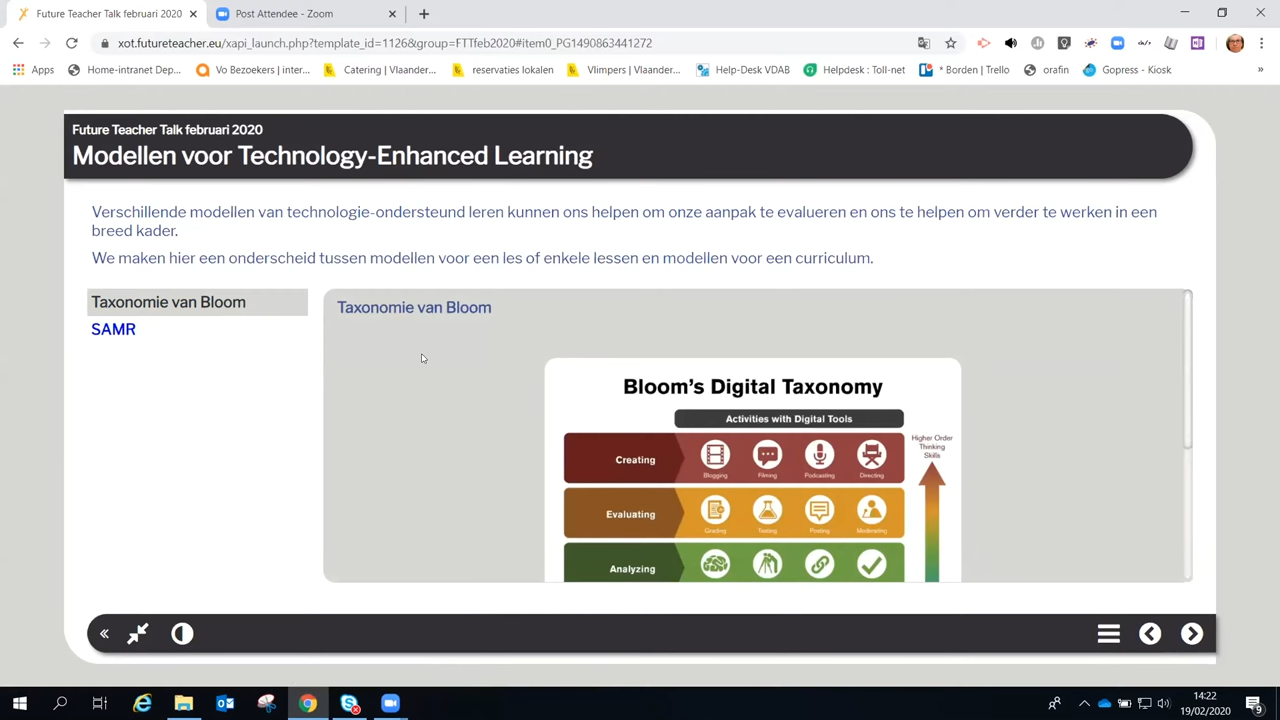 Future Teacher Talk februari 2020
Post Attendee - Zoom
xot.futureteacher.eu/xapi_launch.php?template_id=1126&group=FTTfeb2020#item0_PG1490863441272
Apps
Home-intranet Dep...
Vo Bezoekers | inter...
Catering | Vlaander...
reservaties lokalen
Vlimpers | Vlaander...
Help-Desk VDAB
Helpdesk : Toll-net
* Borden | Trello
orafin
Gopress - Kiosk
»
Future Teacher Talk februari 2020
Modellen voor Technology-Enhanced Learning
Verschillende modellen van technologie-ondersteund leren kunnen ons helpen om onze aanpak te evalueren en ons te helpen om verder te werken in een
breed kader.
We maken hier een onderscheid tussen modellen voor een les of enkele lessen en modellen voor een curriculum.
Taxonomie van Bloom
SAMR
Taxonomie van Bloom
Bloom's Digital Taxonomy
Activities with Digital Tools
Higher Order
Thinking
Skills
Creating
Blogging
Filming
Podcasting
Directing
Evaluating
Grading
Testing
Posting
Moderating
Analyzing
14:22
19/02/2020
9